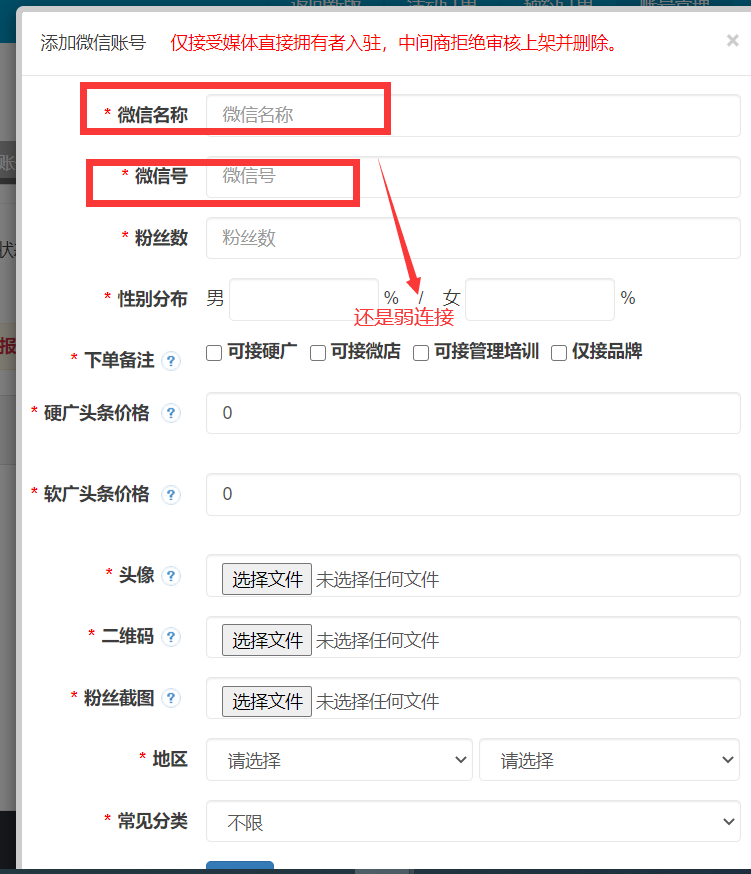 添加微信账号 仅接受媒体直接拥有者入驻，中间商拒绝审核上架并删除。 ×
* 微信名称 微信名称
* 微信号 微信号
* 粉丝数 粉丝数
* 性别分布 男 % / 女 %
还是弱连接
* 下单备注 ? 可接硬广 可接微店 可接管理培训 仅接品牌
* 硬广头条价格 ? 0
* 软广头条价格 ? 0
* 头像 ? 选择文件 未选择任何文件
* 二维码 ? 选择文件 未选择任何文件
* 粉丝截图 ? 选择文件 未选择任何文件
* 地区 请选择 请选择
* 常见分类 不限